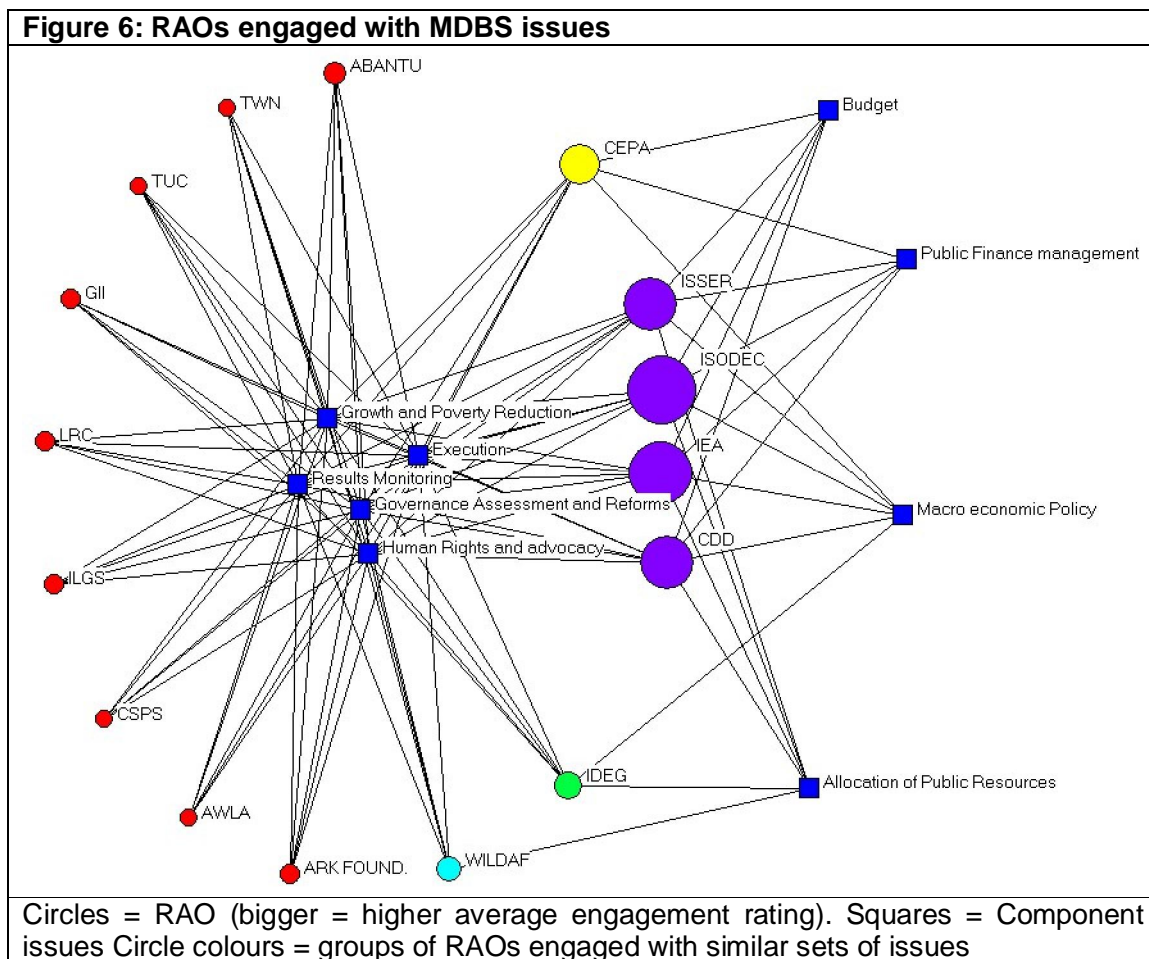 Figure 6: RAOs engaged with MDBS issues
ABANTU
TWN
Budget
CEPA
TUC
Public Finance management
ISSER
GII
ISODEC
Growth and Poverty Reduction
LRC
Execution
IEA
Results Monitoring
Governance Assessment and Reforms
Macro economic Policy
CDD
Human Rights and advocacy
ILGS
CSPS
IDEG
Allocation of Public Resources
AWLA
WILDAF
ARK FOUND.
Circles = RAO (bigger = higher average engagement rating). Squares = Component
issues Circle colours = groups of RAOs engaged with similar sets of issues